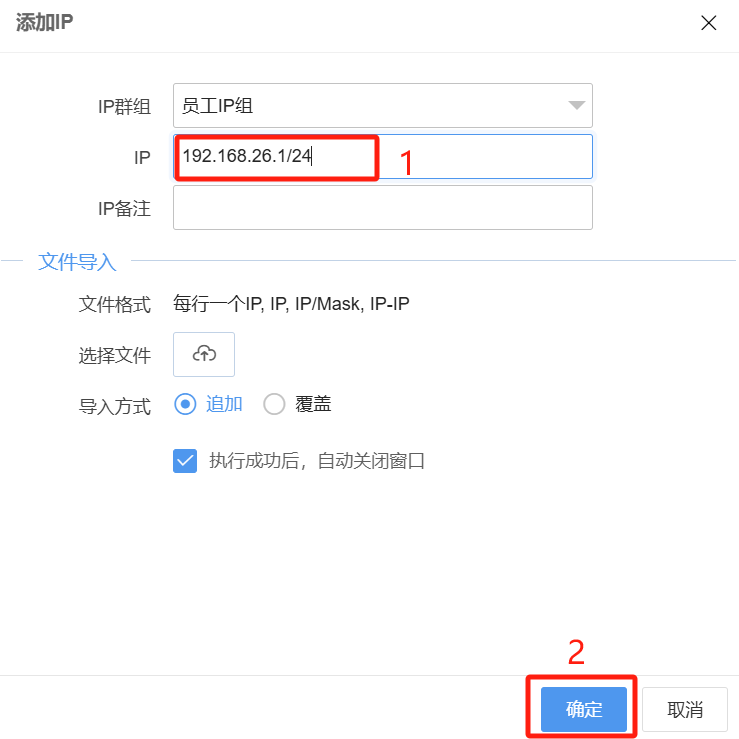 添加IP
IP群组 员工IP组
IP 192.168.26.1/24 1
IP备注
文件导入
文件格式 每行一个IP, IP, IP/Mask, IP-IP
选择文件
导入方式 追加 覆盖
执行成功后，自动关闭窗口
2
确定 取消